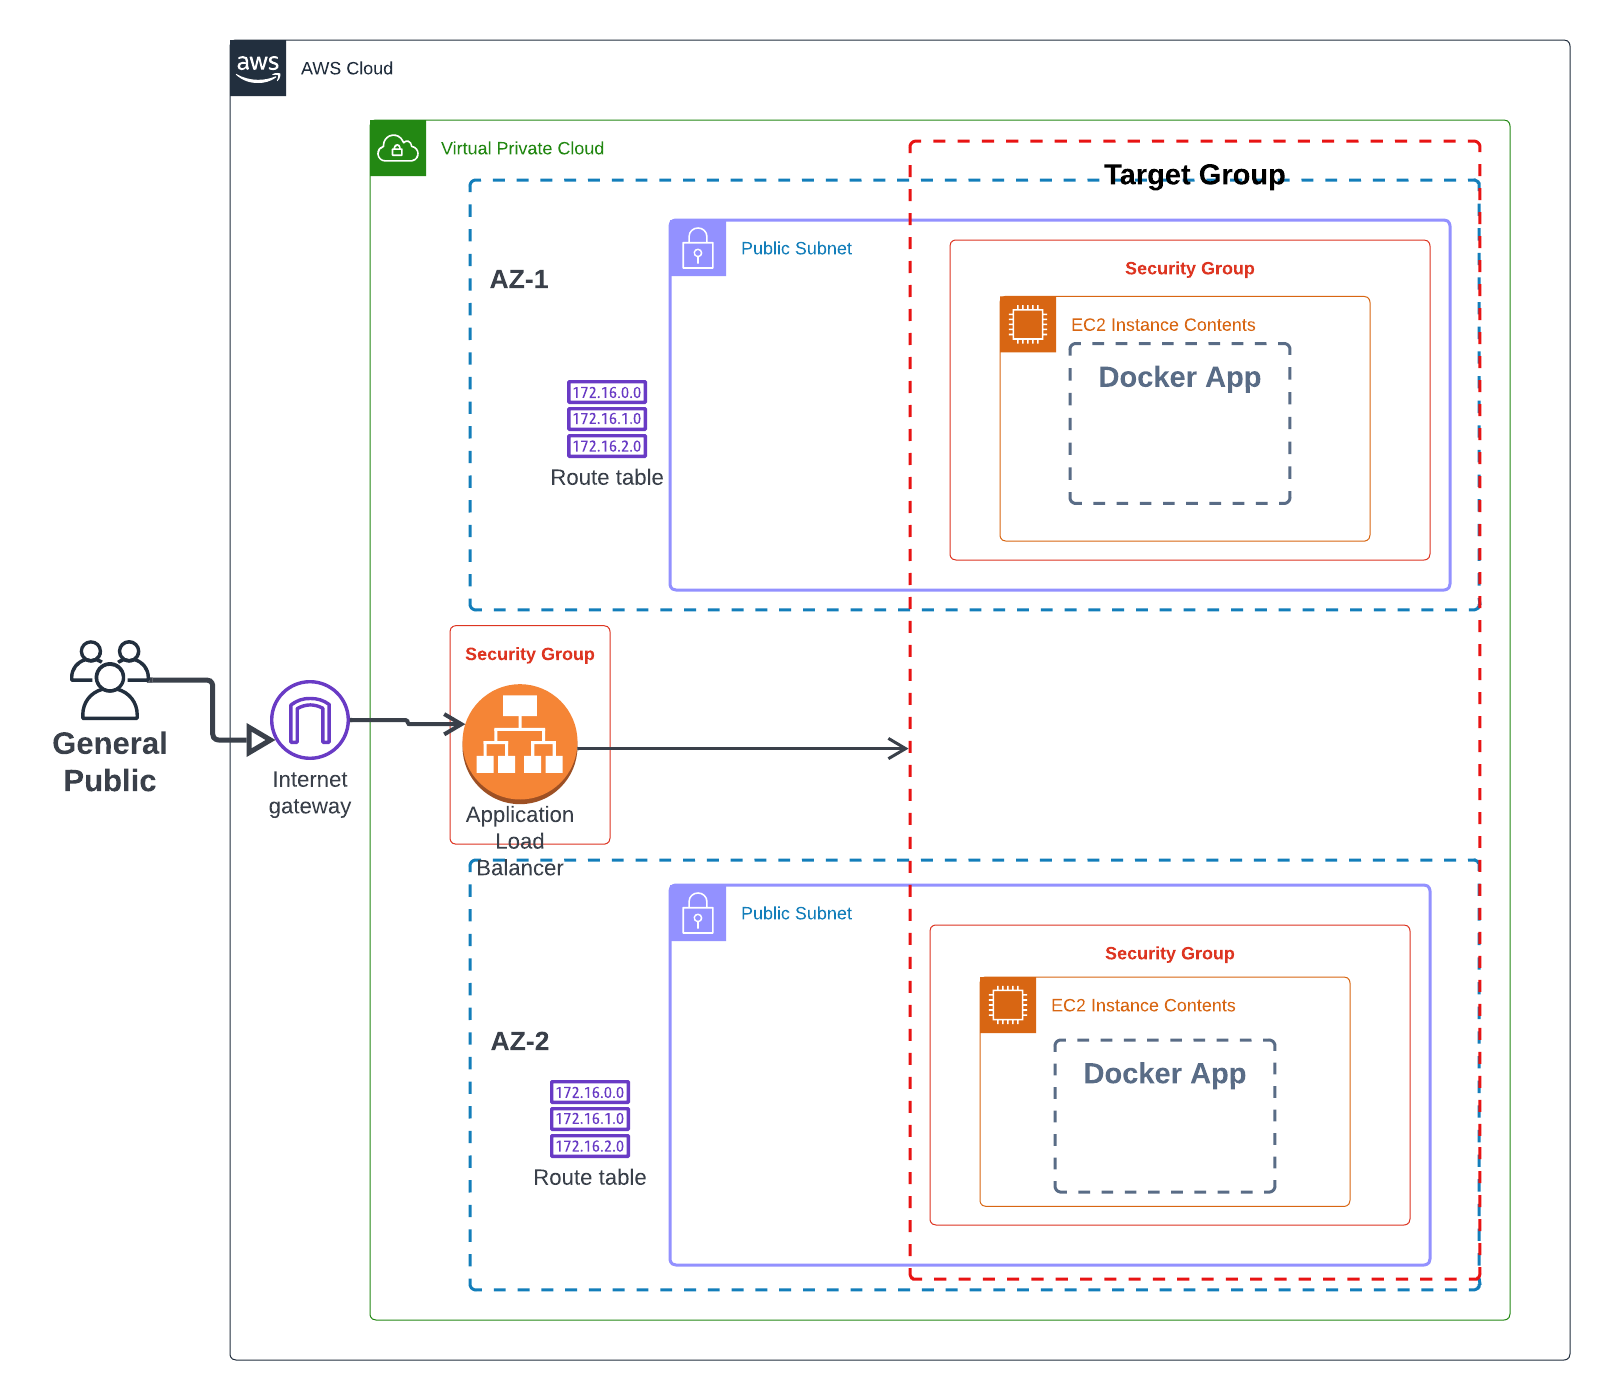 aws
AWS Cloud
Virtual Private Cloud
Target Group
Public Subnet
Security Group
AZ-1
EC2 Instance Contents
Docker App
172.16.0.0
172.16.1.0
172.16.2.0
Route table
General
Public
Internet
gateway
Security Group
Application
Load
Balancer
Public Subnet
Security Group
EC2 Instance Contents
AZ-2
Docker App
172.16.0.0
172.16.1.0
172.16.2.0
Route table